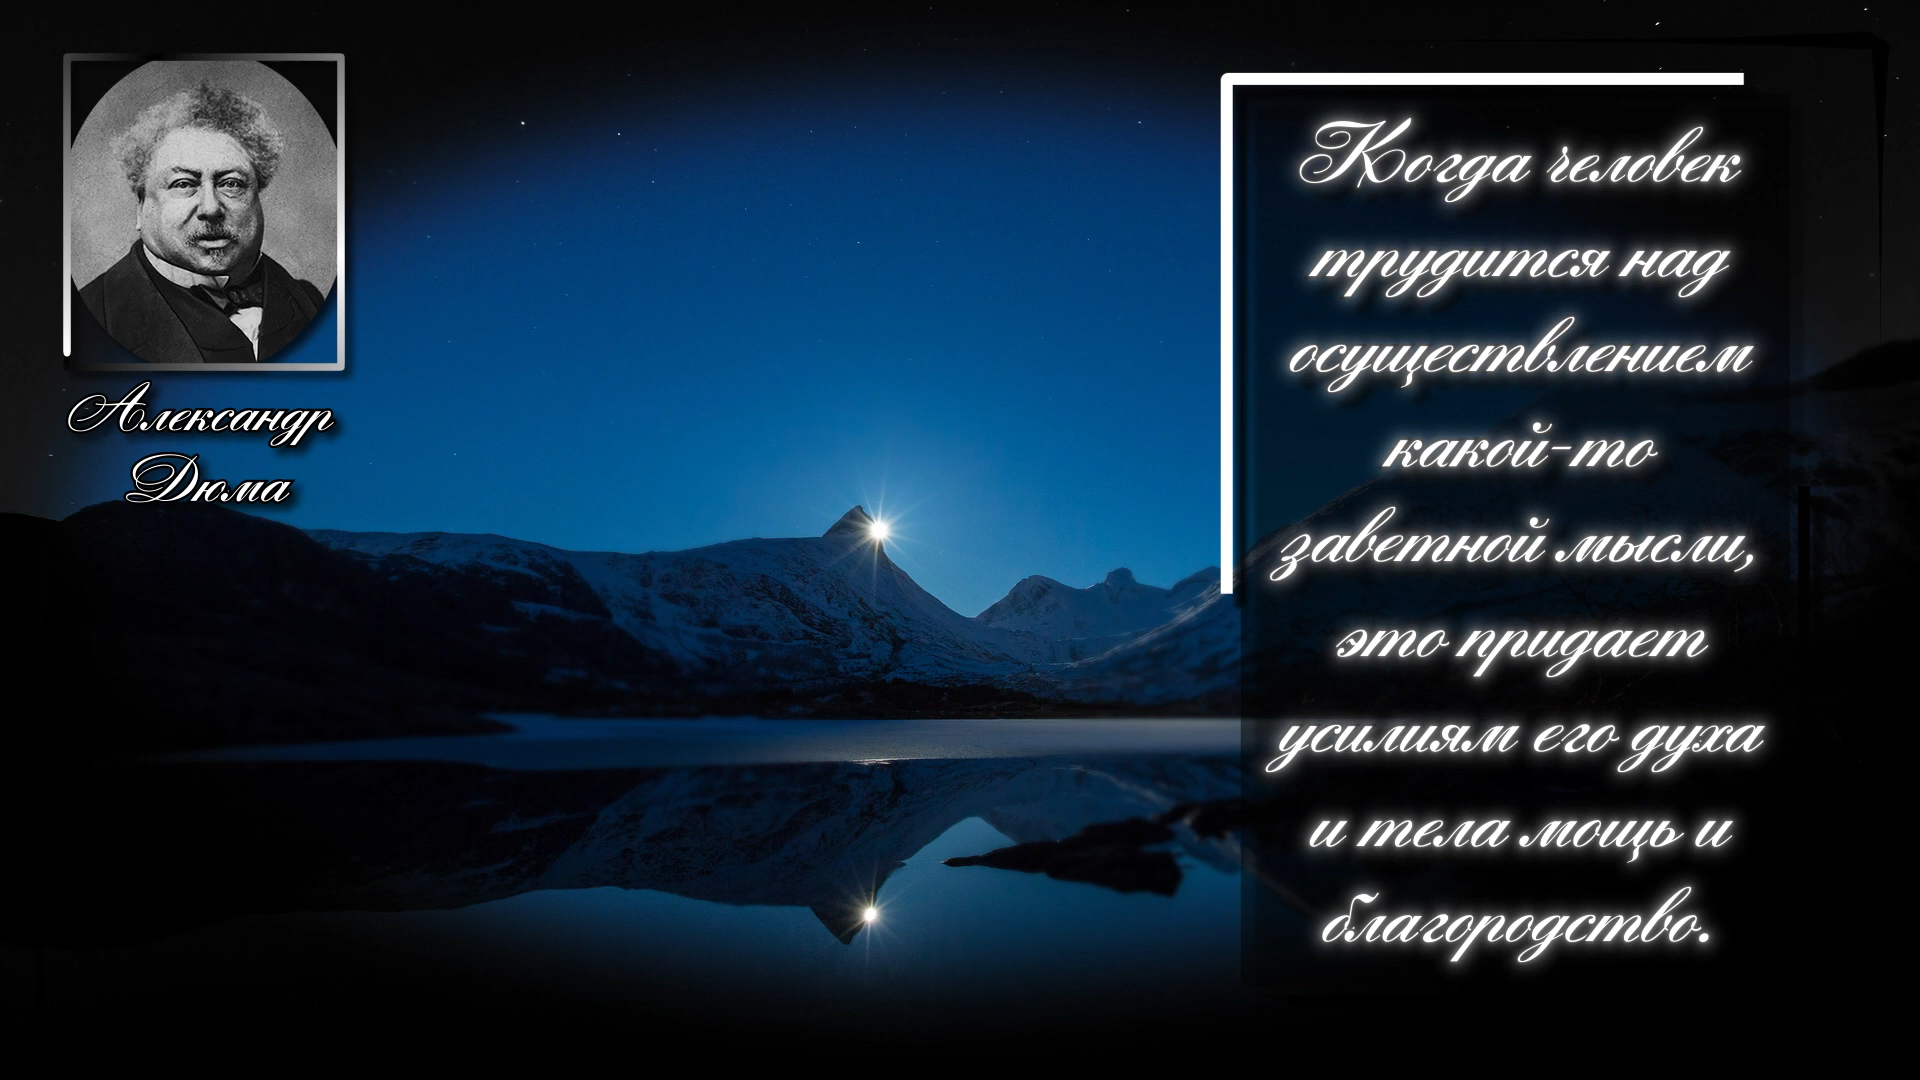 Александр
Дюма
Когда человек
трудится над
осуществлением
какой-то
заветной мысли,
это придает
усилиям его духа
и тела мощь и
благородство.